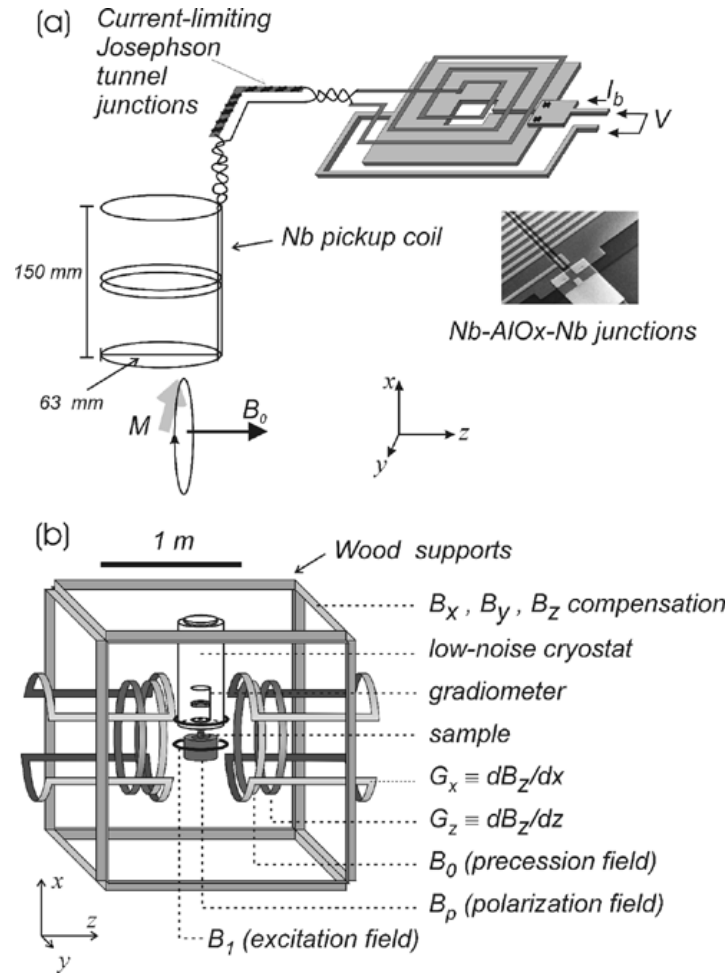 (a)
Current-limiting
Josephson
tunnel
junctions
I_b
V
Nb pickup coil
150 mm
Nb-AlOx-Nb junctions
63 mm
M
B_0
x
z
y
(b)
1 m
Wood supports
B_x , B_y , B_z compensation
low-noise cryostat
gradiometer
sample
G_x ≡ dB_z/dx
G_z ≡ dB_z/dz
B_0 (precession field)
B_p (polarization field)
B_1 (excitation field)
x
z
y